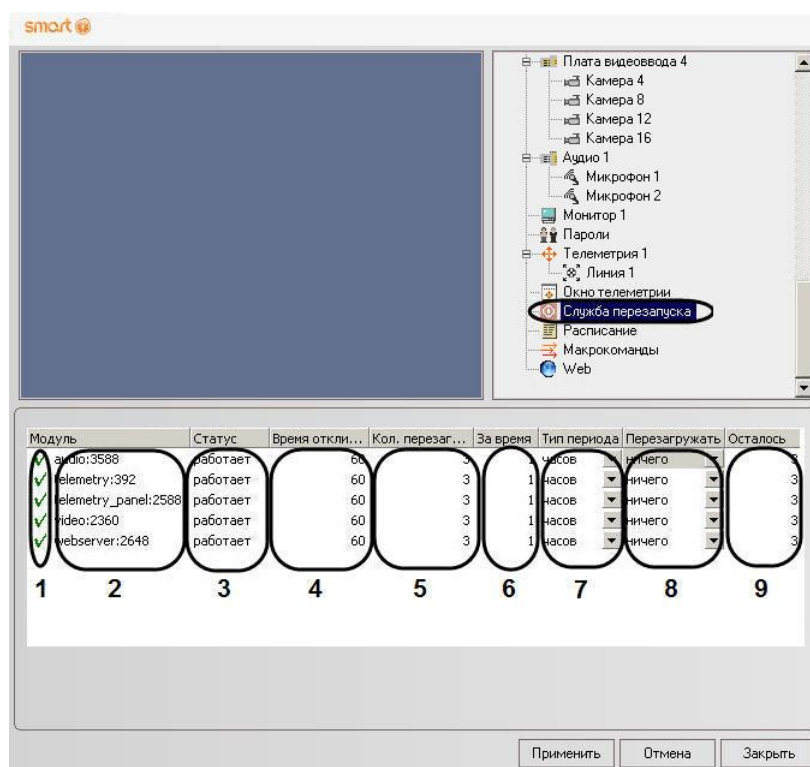 smart
Плата видеоввода 4
Камера 4
Камера 8
Камера 12
Камера 16
Аудио 1
Микрофон 1
Микрофон 2
Монитор 1
Пароли
Телеметрия 1
Линия 1
Окно телеметрии
Служба перезапуска
Расписание
Макрокоманды
Web
Модуль Статус Время откли... Кол. перезаг... За время Тип периода Перезагружать Осталось
audio:3588 работает 60 3 1 часов ничего 3
telemetry:392 работает 60 3 1 часов ничего 3
telemetry_panel:2588 работает 60 3 1 часов ничего 3
video:2360 работает 60 3 1 часов ничего 3
webserver:2648 работает 60 3 1 часов ничего 3
1 2 3 4 5 6 7 8 9
Применить Отмена Закрыть